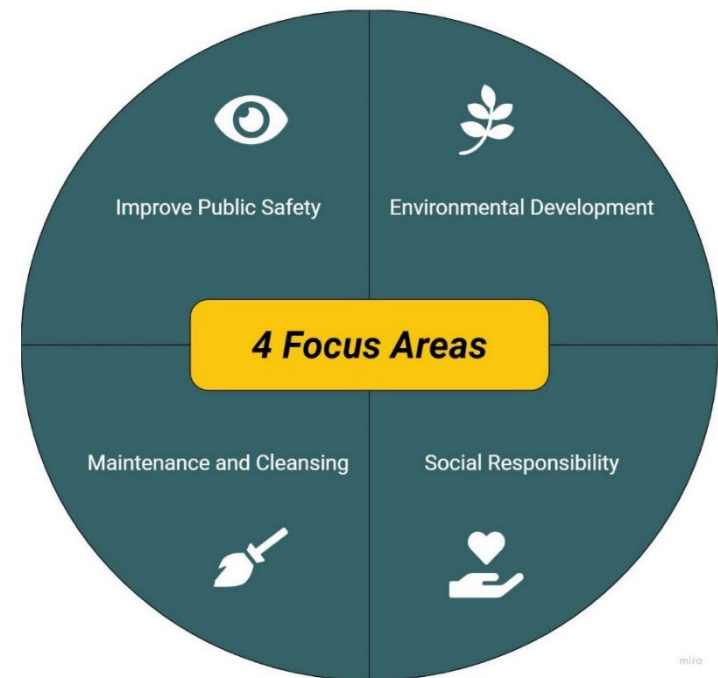 Improve Public Safety
Environmental Development
4 Focus Areas
Maintenance and Cleansing
Social Responsibility
miro